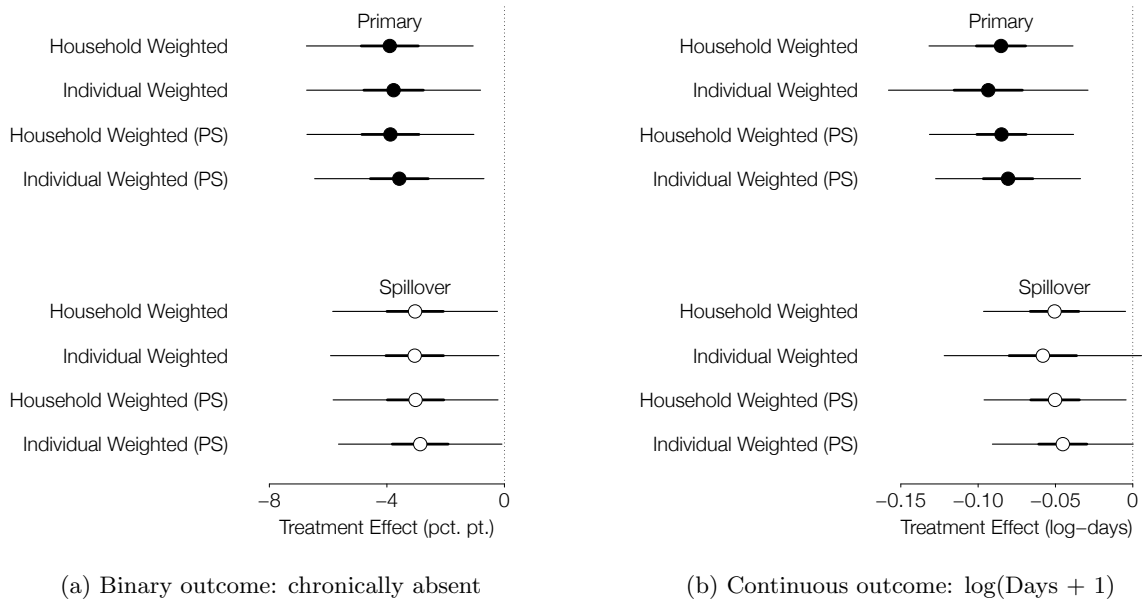 Primary
Household Weighted
Individual Weighted
Household Weighted (PS)
Individual Weighted (PS)
Spillover
Household Weighted
Individual Weighted
Household Weighted (PS)
Individual Weighted (PS)
−8 −4 0
Treatment Effect (pct. pt.)
(a) Binary outcome: chronically absent
Primary
Household Weighted
Individual Weighted
Household Weighted (PS)
Individual Weighted (PS)
Spillover
Household Weighted
Individual Weighted
Household Weighted (PS)
Individual Weighted (PS)
−0.15 −0.10 −0.05 0
Treatment Effect (log−days)
(b) Continuous outcome: log(Days + 1)